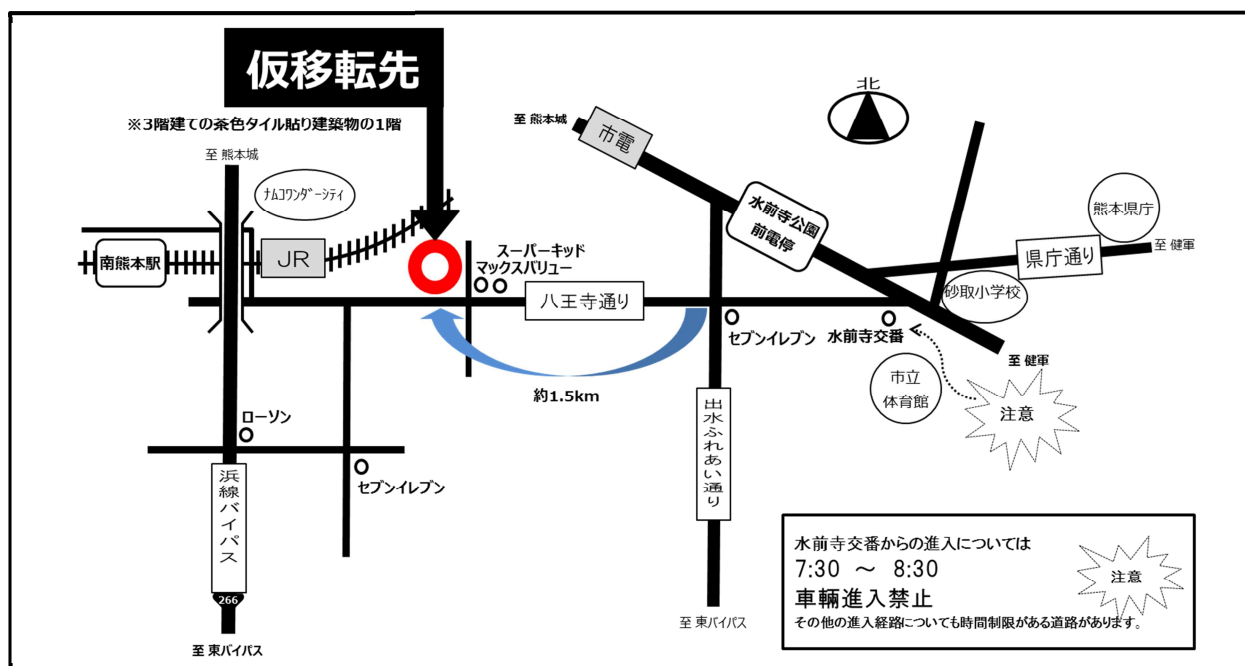 仮移転先
※3階建ての茶色タイル貼り建築物の1階
至 熊本城
ナムコワンダーシティ
南熊本駅
JR
スーパーキッド
マックスバリュー
八王寺通り
約1.5km
ローソン
セブンイレブン
浜線バイパス
266
至 東バイパス
至 熊本城
市電
水前寺公園
前電停
北
熊本県庁
県庁通り
至 健軍
砂取小学校
セブンイレブン
水前寺交番
至 健軍
市立
体育館
注意
出水ふれあい通り
至 東バイパス
水前寺交番からの進入については
7:30 ～ 8:30
車輌進入禁止
その他の進入経路についても時間制限がある道路があります。
注意